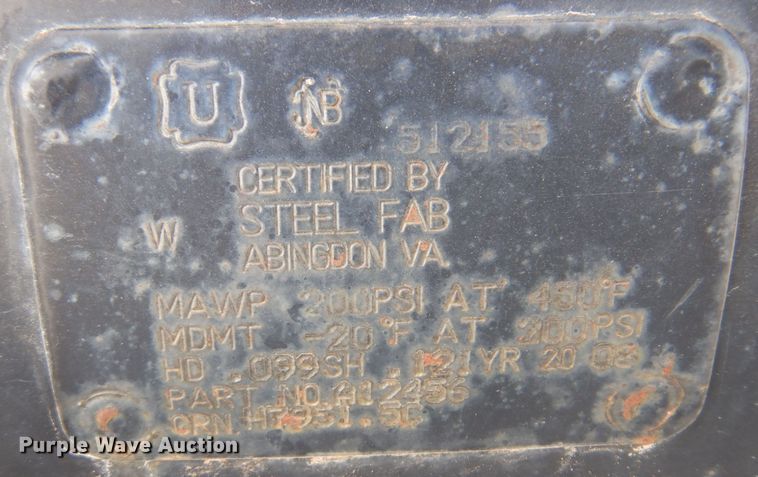 U NB
512155
CERTIFIED BY
W STEEL FAB
ABINGDON VA
MAWP 200PSI AT 450°F
MDMT -20°F AT 200PSI
HD .099SH .121YR 2008
PART NO.A12456
CRN.
Purple Wave Auction